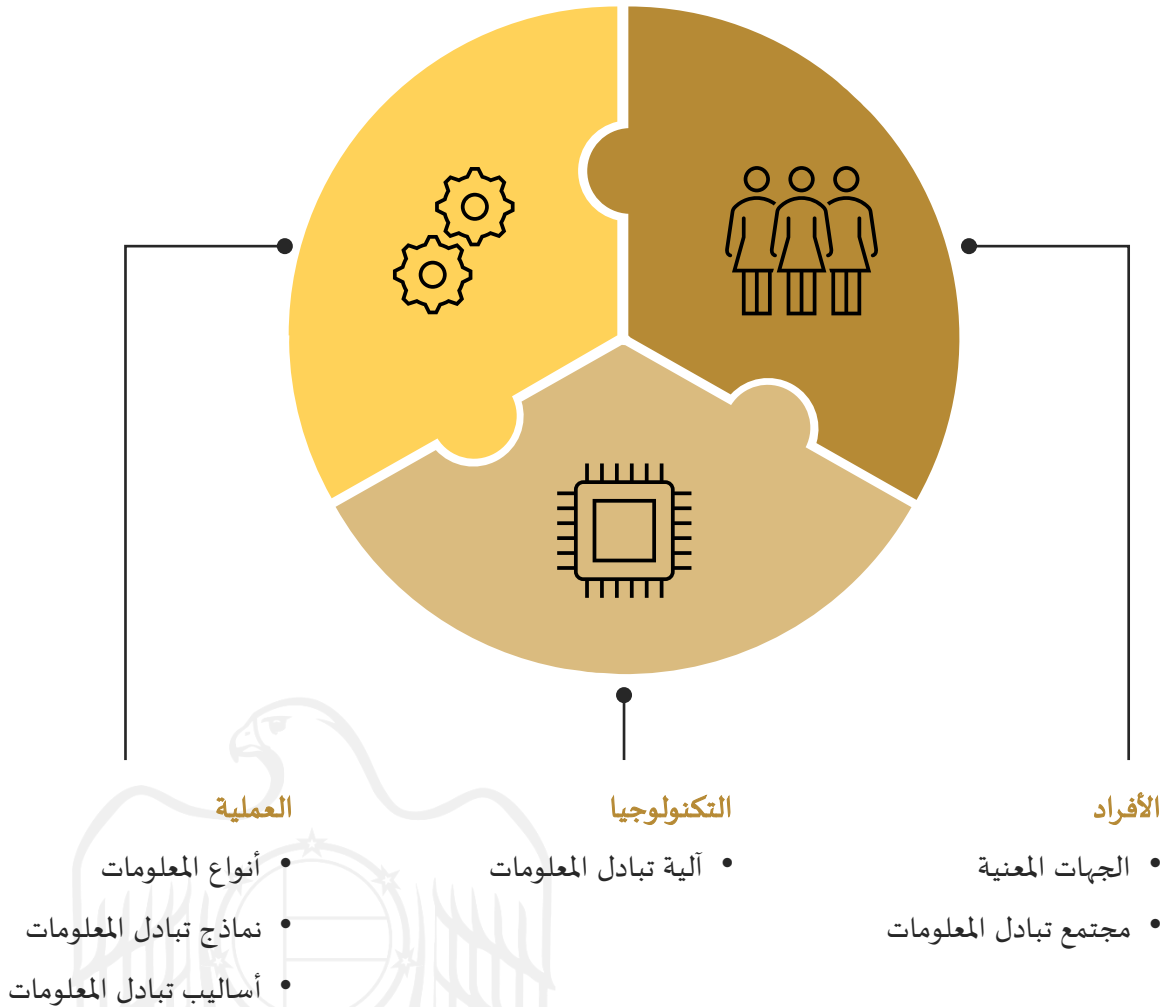 الأفراد
• الجهات المعنية
• مجتمع تبادل المعلومات
التكنولوجيا
• آلية تبادل المعلومات
العملية
• أنواع المعلومات
• نماذج تبادل المعلومات
• أساليب تبادل المعلومات